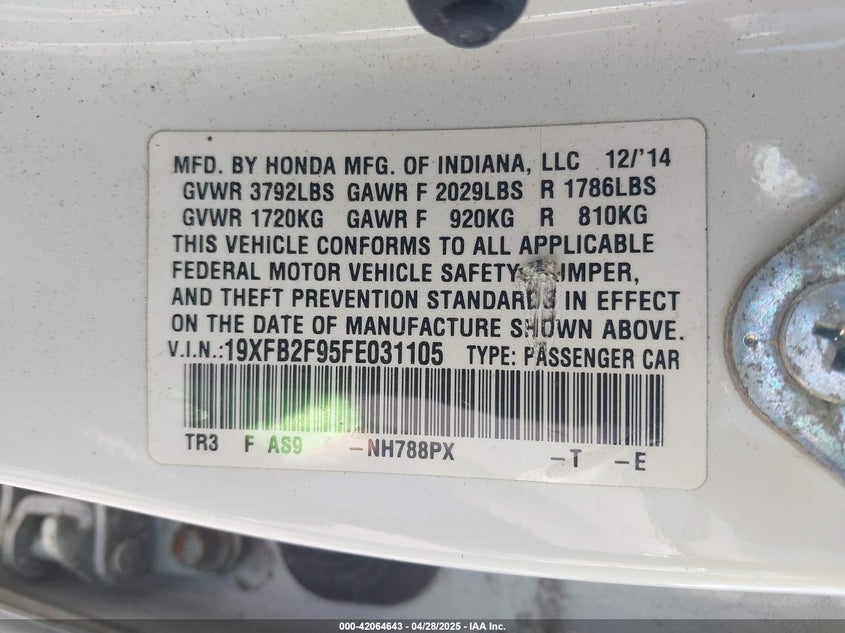 MFD. BY HONDA MFG. OF INDIANA, LLC 12/'14
GVWR 3792LBS GAWR F 2029LBS R 1786LBS
GVWR 1720KG GAWR F 920KG R 810KG
THIS VEHICLE CONFORMS TO ALL APPLICABLE
FEDERAL MOTOR VEHICLE SAFETY,
AND THEFT PREVENTION STANDARDS IN EFFECT
ON THE DATE OF MANUFACTURE SHOWN ABOVE.
V.I.N.:19XFB2F95FE031105 TYPE: PASSENGER CAR
TR3 F AS9 -NH788PX -T -E
000-42064643 / 04/28/2025 / IAA Inc.